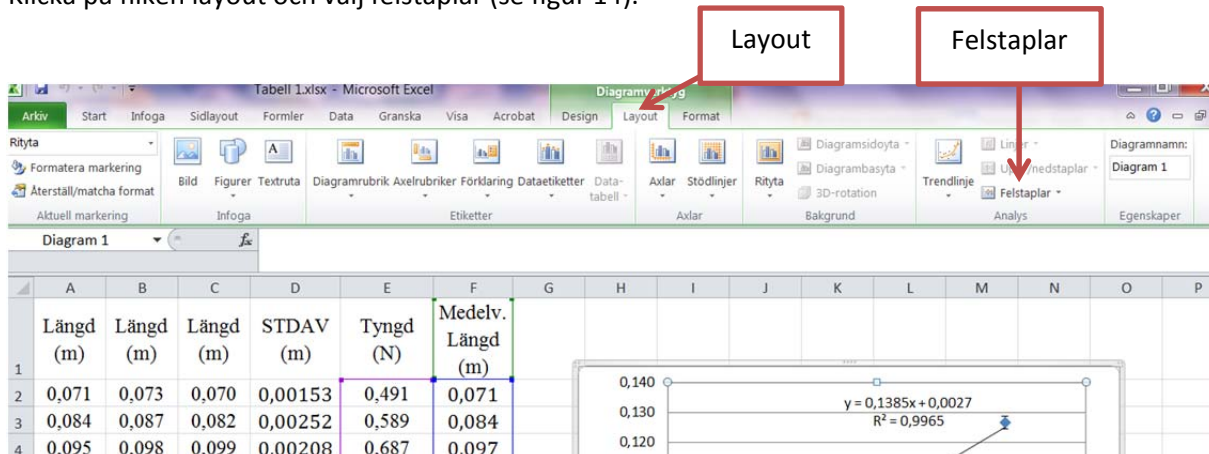 Klicka på fliken layout och välj felstaplar (se figur 14).
Layout
Felstaplar
Tabell 1.xlsx - Microsoft Excel
Arkiv Start Infoga Sidlayout Formler Data Granska Visa Acrobat Design Layout Format
Rityta
Formatera markering
Återställ/matcha format
Aktuell markering
Bild Figurer Textruta
Infoga
Diagramrubrik Axelrubriker Förklaring Dataetiketter Data-tabell
Etiketter
Axlar Stödlinjer
Axlar
Rityta
Diagramsidoyta
Diagrambasyta
3D-rotation
Bakgrund
Trendlinje
Felstaplar
Analys
Diagramnamn:
Diagram 1
Egenskaper
Diagram 1 fx
A B C D E F G H I J K L M N O P
1 Längd (m) Längd (m) Längd (m) STDAV (m) Tyngd (N) Medelv. Längd (m)
2 0,071 0,073 0,070 0,00153 0,491 0,071
3 0,084 0,087 0,082 0,00252 0,589 0,084
4 0,095 0,098 0,099 0,00208 0,687 0,097
0,140
y = 0,1385x + 0,0027
0,130
R² = 0,9965
0,120